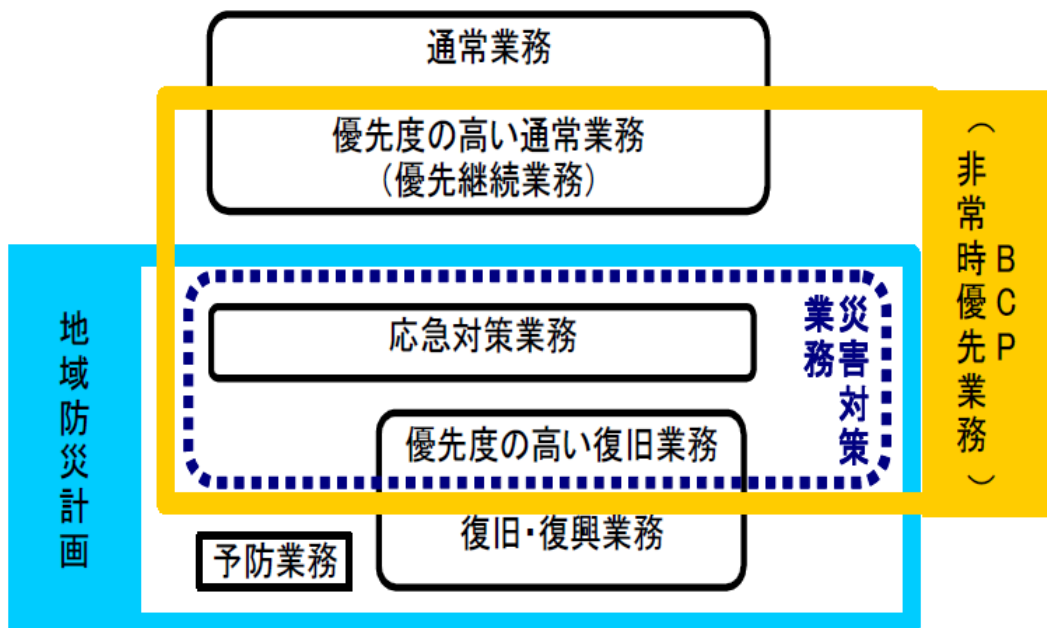 通常業務
優先度の高い通常業務
（優先継続業務）
BCP
（非常時優先業務）
地域防災計画
災害対策
業務
応急対策業務
優先度の高い復旧業務
復旧・復興業務
予防業務